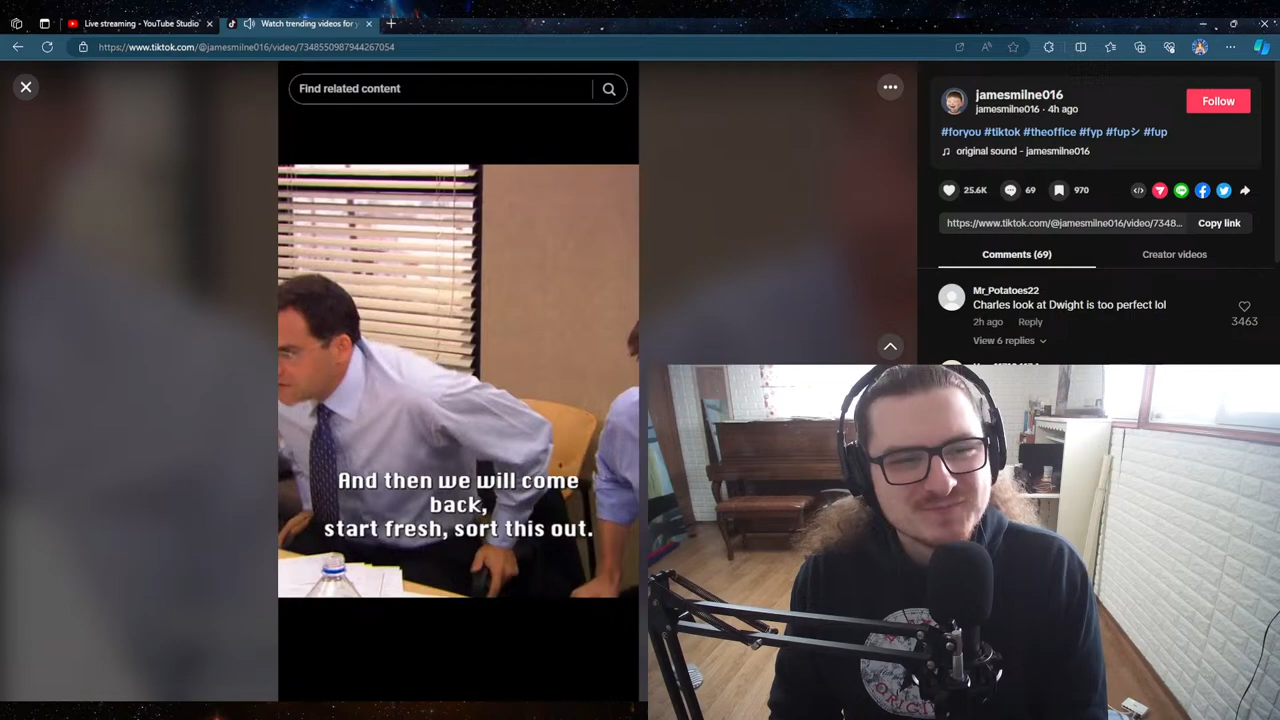 Live streaming - YouTube Studio
Watch trending videos for y
https://www.tiktok.com/@jamesmilne016/video/7348550987944267054
Find related content
And then we will come
back,
start fresh, sort this out.
jamesmilne016
jamesmilne016 · 4h ago
Follow
#foryou #tiktok #theoffice #fyp #fupシ #fup
original sound - jamesmilne016
25.6K
69
970
https://www.tiktok.com/@jamesmilne016/video/7348...
Copy link
Comments (69)
Creator videos
Mr_Potatoes22
Charles look at Dwight is too perfect lol
2h ago Reply
3463
View 6 replies
ORIGI